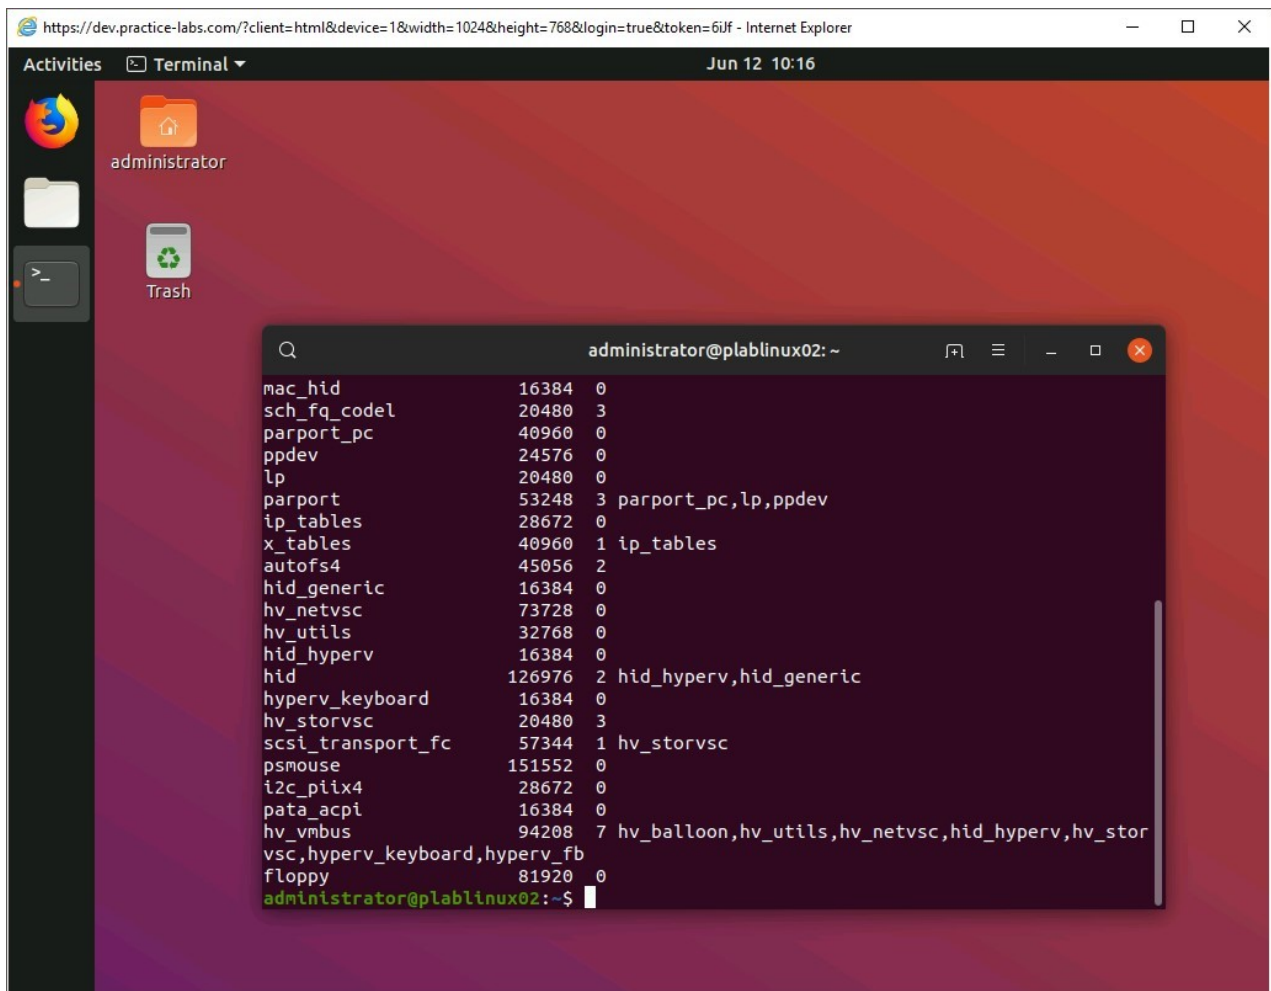 https://dev.practice-labs.com/?client=html&device=1&width=1024&height=768&login=true&token=6iJf - Internet Explorer
Activities Terminal Jun 12 10:16
administrator
Trash
administrator@plablinux02: ~
mac_hid 16384 0
sch_fq_codel 20480 3
parport_pc 40960 0
ppdev 24576 0
lp 20480 0
parport 53248 3 parport_pc,lp,ppdev
ip_tables 28672 0
x_tables 40960 1 ip_tables
autofs4 45056 2
hid_generic 16384 0
hv_netvsc 73728 0
hv_utils 32768 0
hid_hyperv 16384 0
hid 126976 2 hid_hyperv,hid_generic
hyperv_keyboard 16384 0
hv_storvsc 20480 3
scsi_transport_fc 57344 1 hv_storvsc
psmouse 151552 0
i2c_piix4 28672 0
pata_acpi 16384 0
hv_vmbus 94208 7 hv_balloon,hv_utils,hv_netvsc,hid_hyperv,hv_stor
vsc,hyperv_keyboard,hyperv_fb
floppy 81920 0
administrator@plablinux02:~$